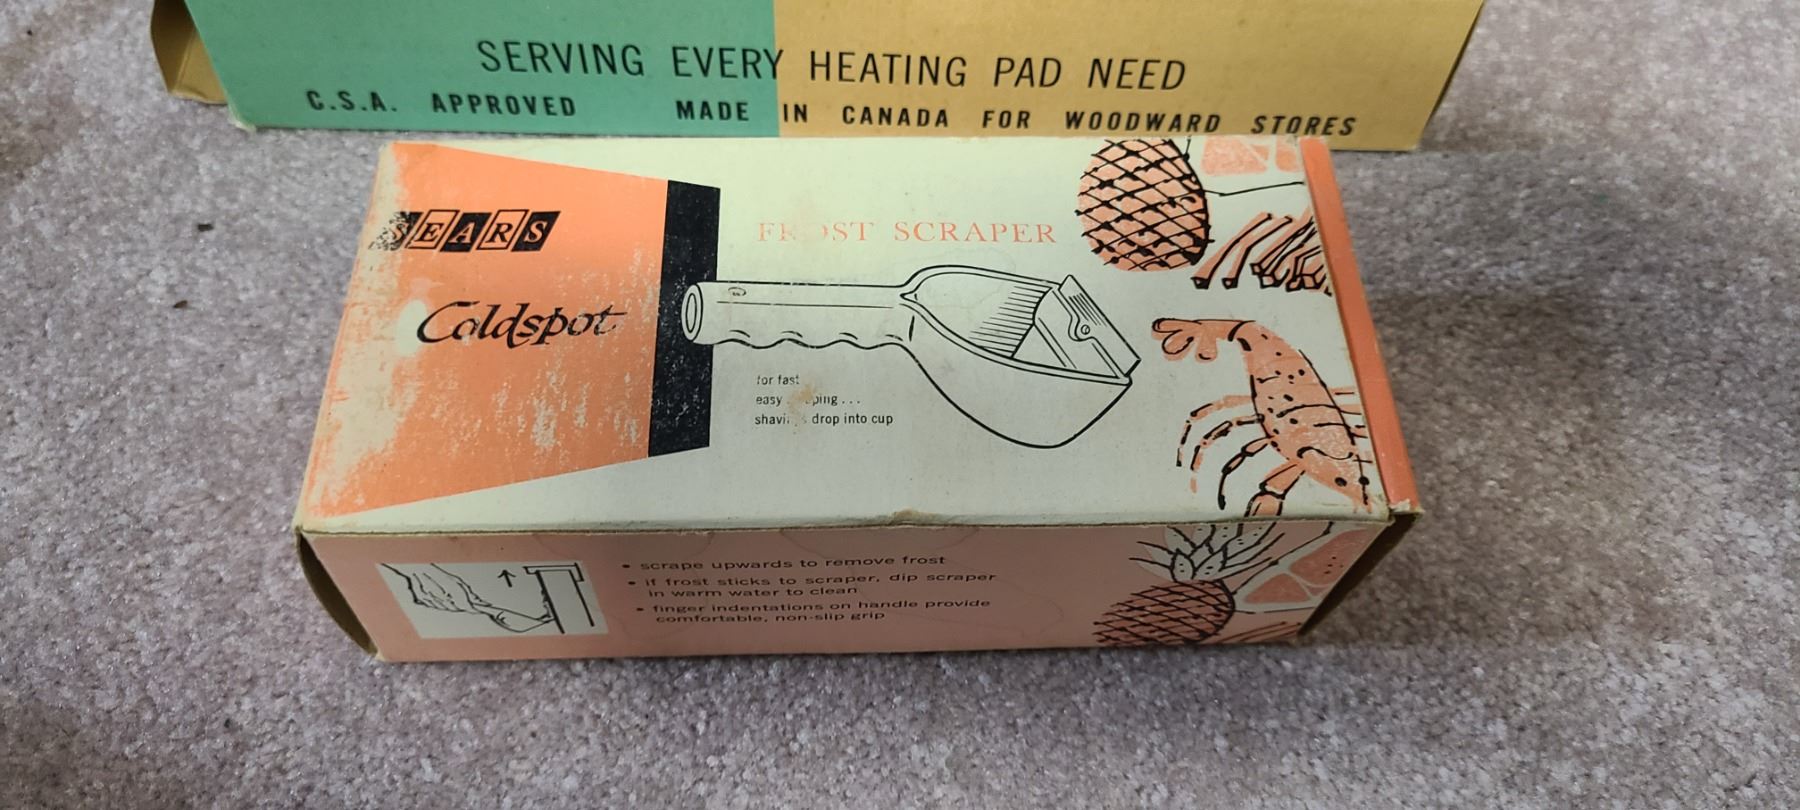 SERVING EVERY HEATING PAD NEED
C.S.A. APPROVED MADE IN CANADA FOR WOODWARD STORES
SEARS
Coldspot
FROST SCRAPER
for fast
easy
drop into cup
• scrape upwards to remove frost
• if frost sticks to scraper, dip scraper
in warm water to clean
• finger indentations on handle provide
comfortable, non-slip grip